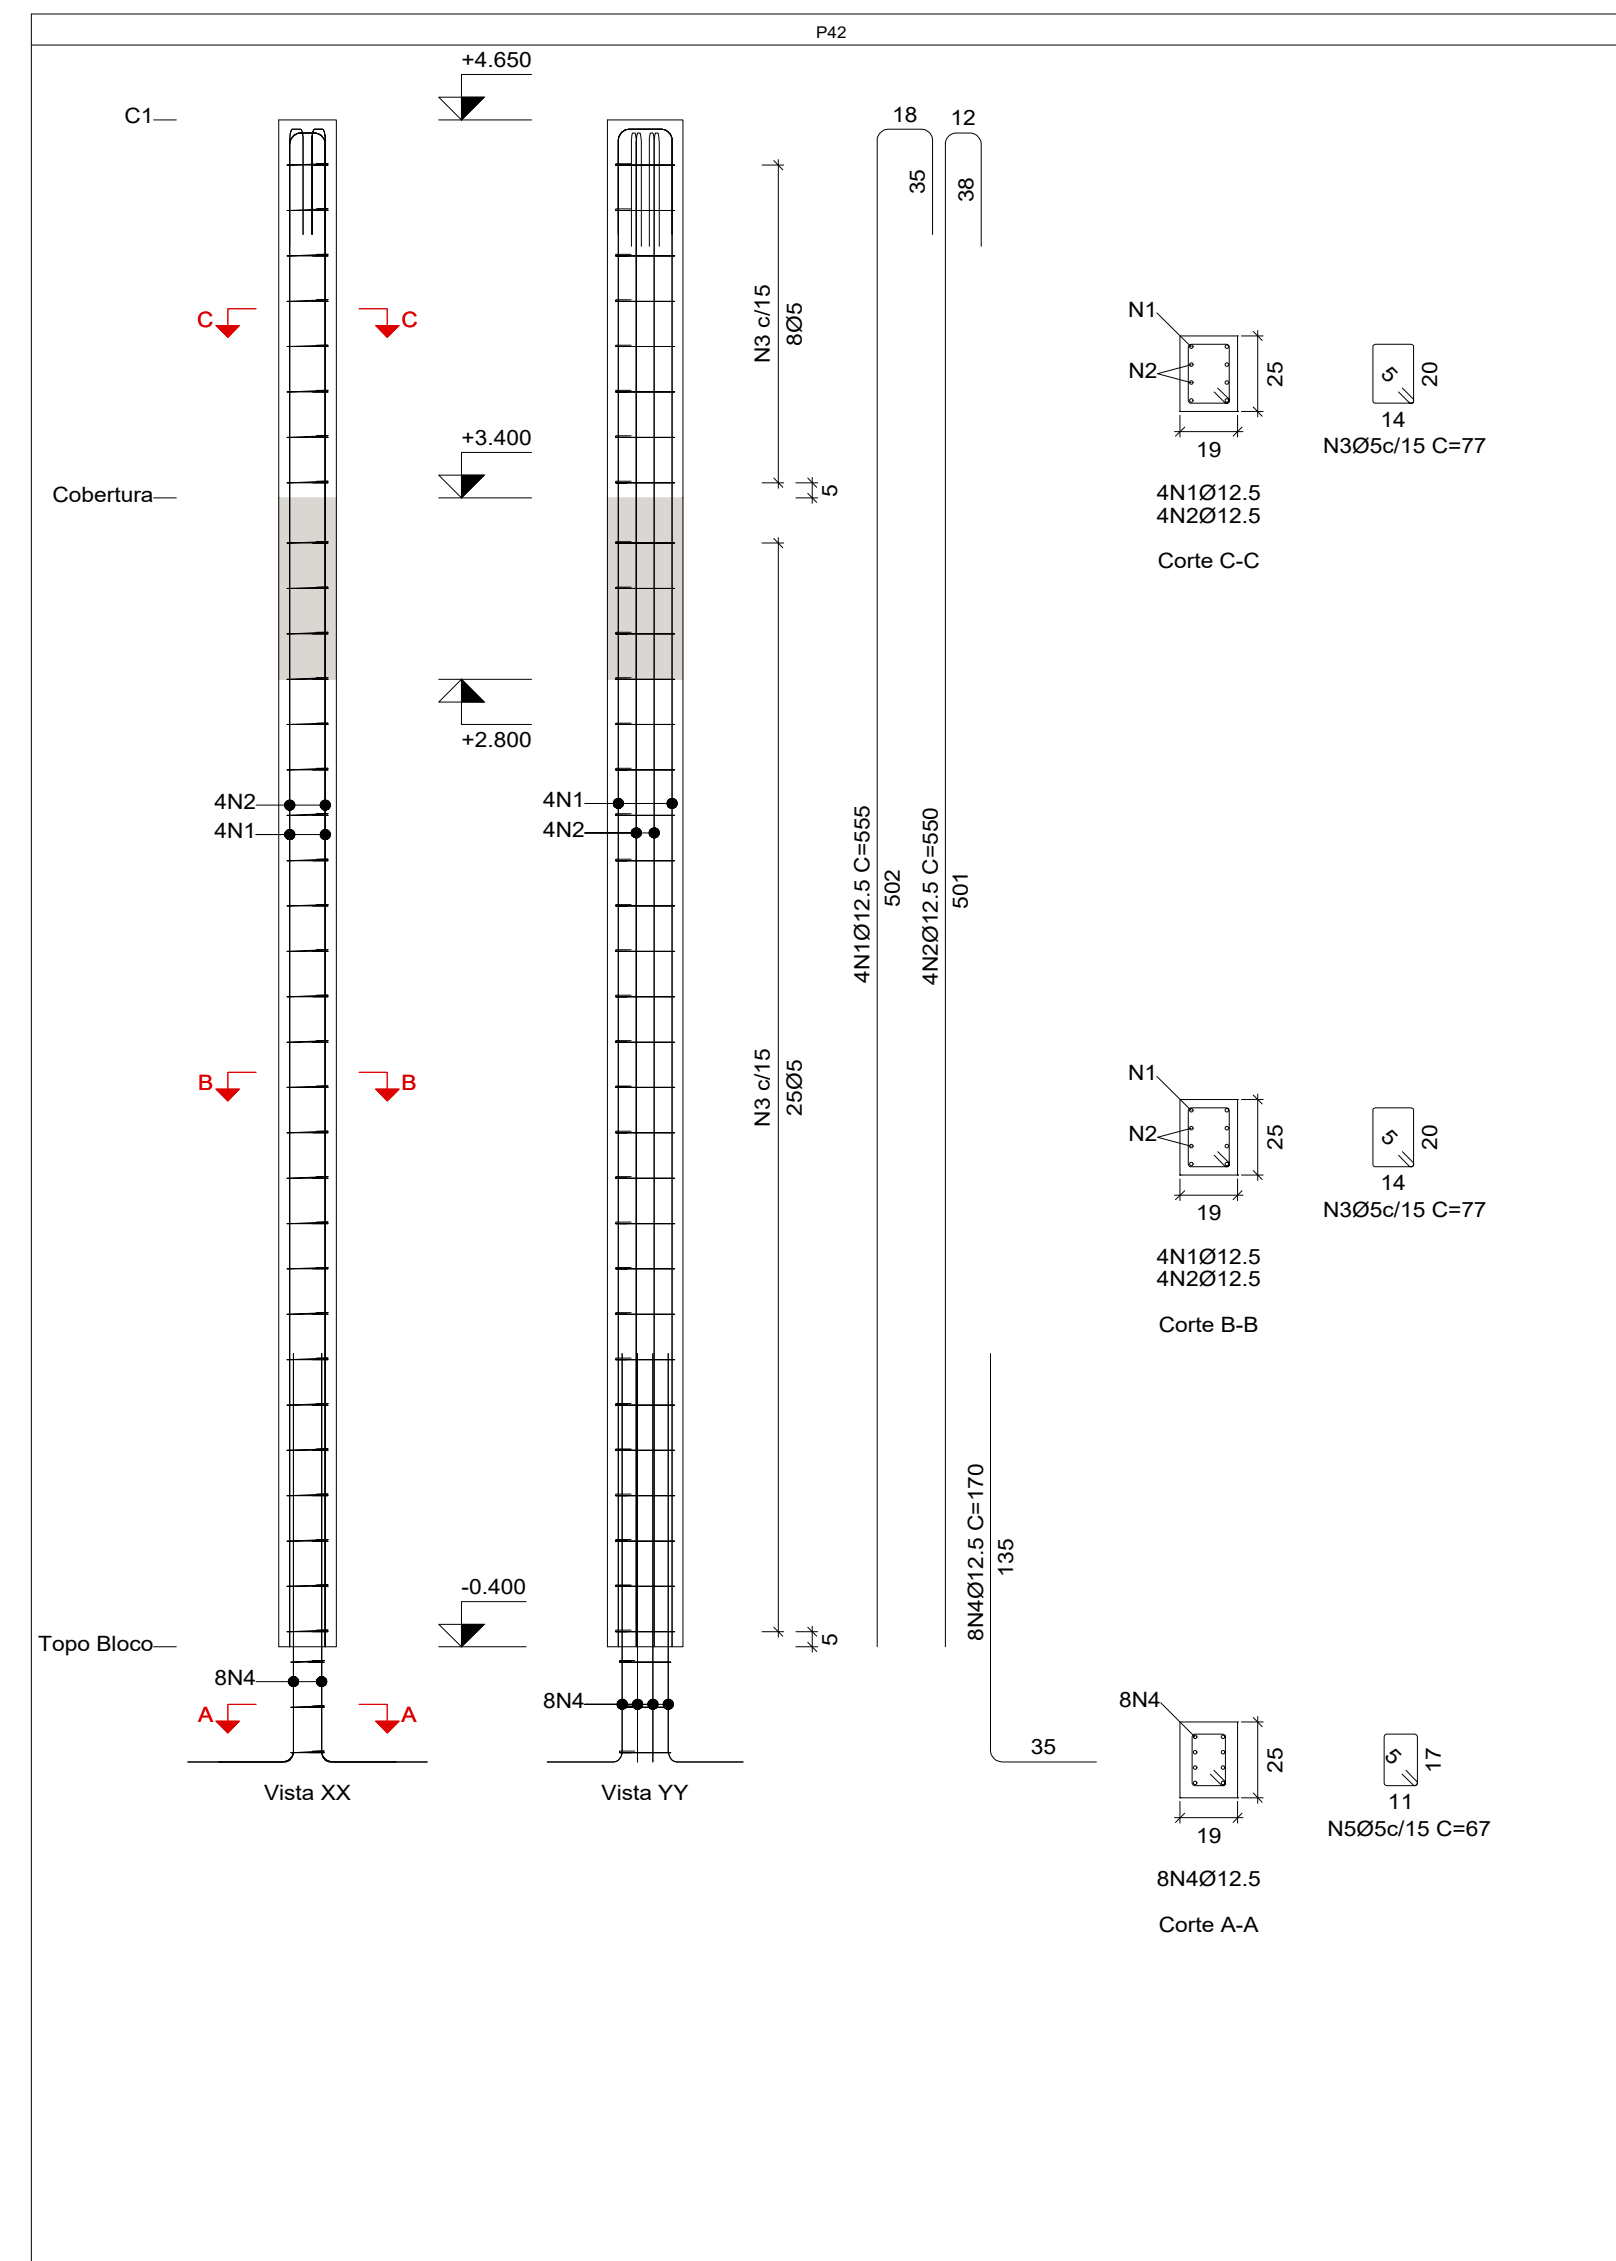 P42
+4.650
C1
18
12
35
38
C
C
N3 c/15
8Ø5
N1
N2
25
19
20
5
14
N3Ø5c/15 C=77
4N1Ø12.5
4N2Ø12.5
Corte C-C
+3.400
Cobertura
5
+2.800
4N2
4N1
4N1
4N2
4N1Ø12.5 C=555
502
4N2Ø12.5 C=550
501
B
B
N3 c/15
25Ø5
N1
N2
25
19
20
5
14
N3Ø5c/15 C=77
4N1Ø12.5
4N2Ø12.5
Corte B-B
8N4Ø12.5 C=170
135
-0.400
Topo Bloco
5
8N4
8N4
A
A
35
8N4
25
19
17
5
11
N5Ø5c/15 C=67
8N4Ø12.5
Corte A-A
Vista XX
Vista YY